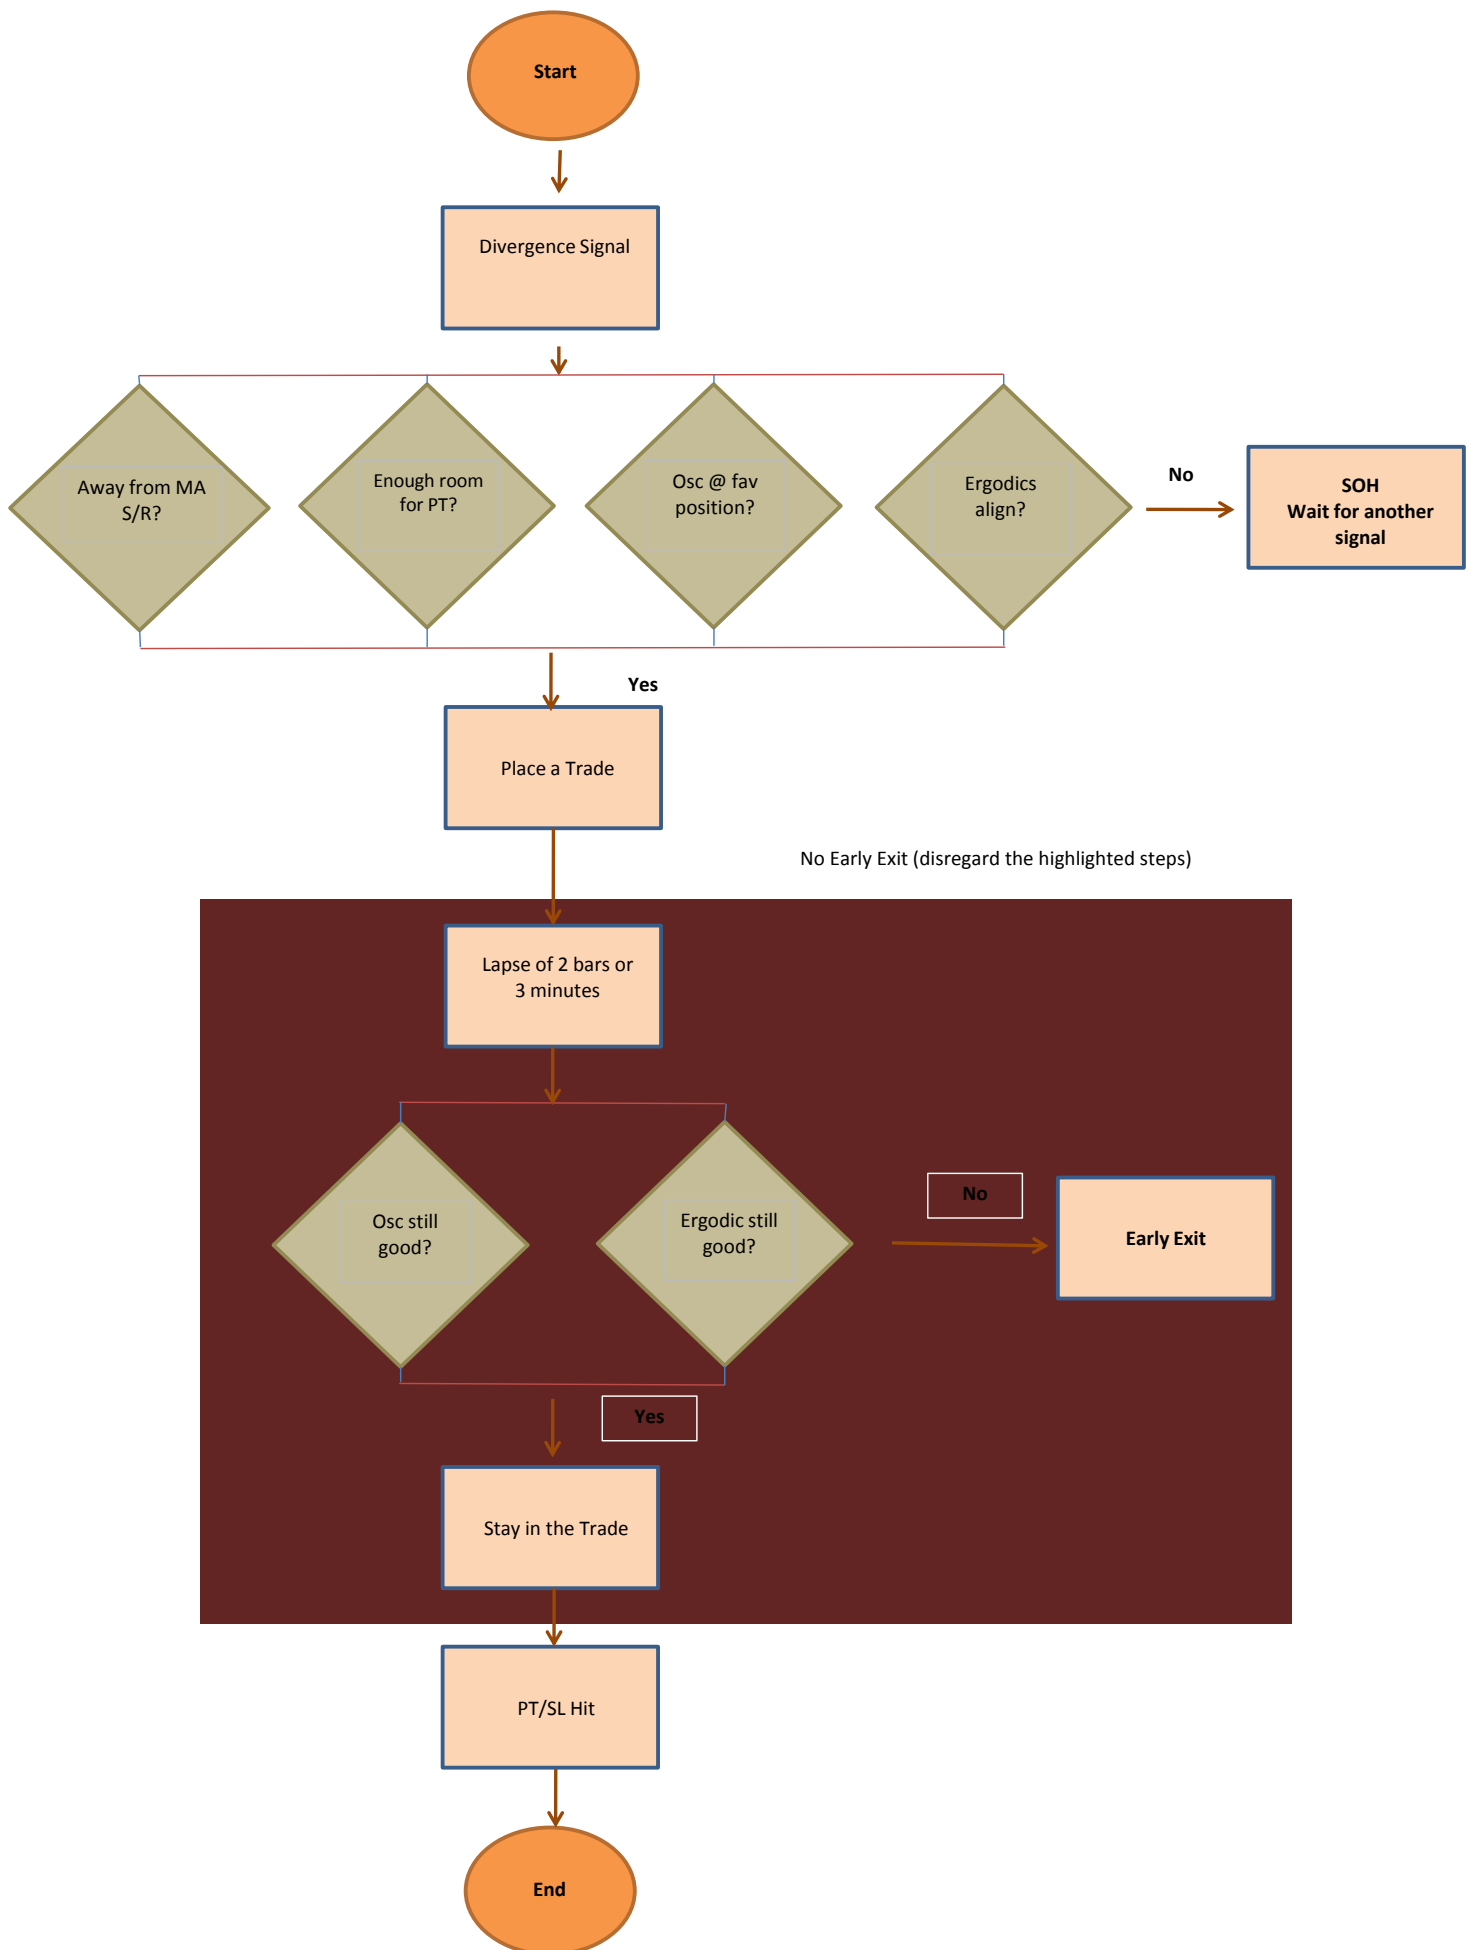 Start
Divergence Signal
Away from MA
S/R?
Enough room
for PT?
Osc @ fav
position?
Ergodics
align?
No
SOH
Wait for another
signal
Yes
Place a Trade
No Early Exit (disregard the highlighted steps)
Lapse of 2 bars or
3 minutes
Osc still
good?
Ergodic still
good?
No
Early Exit
Yes
Stay in the Trade
PT/SL Hit
End